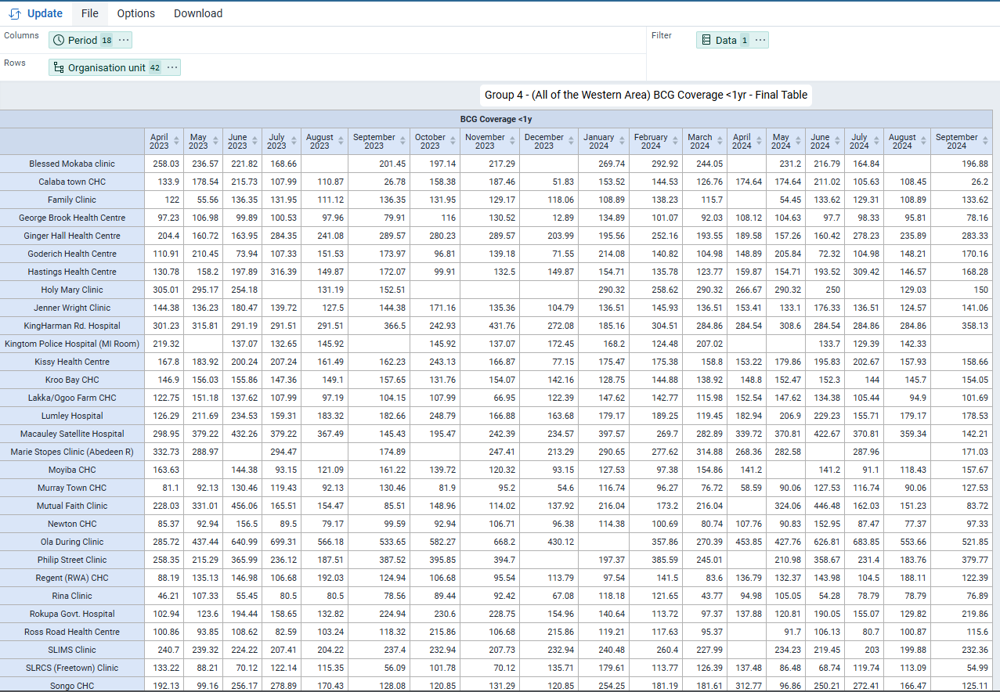 Update File Options Download
Columns Period 18 ... Filter Data 1 ...
Rows Organisation unit 42 ...
Group 4 - (All of the Western Area) BCG Coverage <1yr - Final Table
BCG Coverage <1y
April 2023 May 2023 June 2023 July 2023 August 2023 September 2023 October 2023 November 2023 December 2023 January 2024 February 2024 March 2024 April 2024 May 2024 June 2024 July 2024 August 2024 September 2024
Blessed Mokaba clinic 258.03 236.57 221.82 168.66 201.45 197.14 217.29 269.74 292.92 244.05 231.2 216.79 164.84 196.88
Calaba town CHC 133.9 178.54 215.73 107.99 110.87 26.78 158.38 187.46 51.83 153.52 144.53 126.76 174.64 174.64 211.02 105.63 108.45 26.2
Family Clinic 122 55.56 136.35 131.95 111.12 136.35 131.95 129.17 118.06 108.89 138.23 115.7 54.45 133.62 129.31 108.89 133.62
George Brook Health Centre 97.23 106.98 99.89 100.53 97.96 79.91 116 130.52 12.89 134.89 101.07 92.03 108.12 104.63 97.7 98.33 95.81 78.16
Ginger Hall Health Centre 204.4 160.72 163.95 284.35 241.08 289.57 280.23 289.57 203.99 195.56 252.16 193.55 189.58 157.26 160.42 278.23 235.89 283.33
Goderich Health Centre 110.91 210.45 73.94 107.33 151.53 173.97 96.81 139.18 71.55 214.08 140.82 104.98 148.89 205.84 72.32 104.98 148.21 170.16
Hastings Health Centre 130.78 158.2 197.89 316.39 149.87 172.07 99.91 132.5 149.87 154.71 135.78 123.77 159.87 154.71 193.52 309.42 146.57 168.28
Holy Mary Clinic 305.01 295.17 254.18 131.19 152.51 290.32 258.62 290.32 266.67 290.32 250 129.03 150
Jenner Wright Clinic 144.38 136.23 180.47 139.72 127.5 144.38 171.16 135.36 104.79 136.51 145.93 136.51 153.41 133.1 176.33 136.51 124.57 141.06
KingHarman Rd. Hospital 301.23 315.81 291.19 291.51 291.51 366.5 242.93 431.76 272.08 185.16 304.51 284.86 284.54 308.6 284.54 284.86 284.86 358.13
Kingtom Police Hospital (MI Room) 219.32 137.07 132.65 145.92 145.92 137.07 172.45 168.2 124.48 207.02 133.7 129.39 142.33
Kissy Health Centre 167.8 183.92 200.24 207.24 161.49 162.23 243.13 166.87 77.15 175.47 175.38 158.8 153.22 179.86 195.83 202.67 157.93 158.66
Kroo Bay CHC 146.9 156.03 155.86 147.36 149.1 157.65 131.76 154.07 142.16 128.75 144.88 138.92 148.8 152.47 152.3 144 145.7 154.05
Lakka/Ogoo Farm CHC 122.75 151.18 137.62 107.99 97.19 104.15 107.99 66.95 122.39 147.62 142.77 115.98 152.54 147.62 134.38 105.44 94.9 101.69
Lumley Hospital 126.29 211.69 234.53 159.31 183.32 182.66 248.79 166.88 163.68 179.17 189.25 119.45 182.94 206.9 229.23 155.71 179.17 178.53
Macauley Satellite Hospital 298.95 379.22 432.26 379.22 367.49 145.43 195.47 242.39 234.57 397.57 269.7 282.89 339.72 370.81 422.67 370.81 359.34 142.21
Marie Stopes Clinic (Abedeen R) 332.73 288.97 294.47 174.89 247.41 213.29 290.65 277.62 314.88 268.36 282.58 287.96 171.03
Moyiba CHC 163.63 144.38 93.15 121.09 161.22 139.72 120.32 93.15 127.53 97.38 154.86 141.2 141.2 91.1 118.43 157.67
Murray Town CHC 81.1 92.13 130.46 119.43 92.13 130.46 81.9 95.2 54.6 116.74 96.27 76.72 58.59 90.06 127.53 116.74 90.06 127.53
Mutual Faith Clinic 228.03 331.01 456.06 165.51 154.47 85.51 148.96 114.02 137.92 216.04 173.2 216.04 324.06 446.48 162.03 151.23 83.72
Newton CHC 85.37 92.94 156.5 89.5 79.17 99.59 92.94 106.71 96.38 114.38 100.69 80.74 107.76 90.83 152.95 87.47 77.37 97.33
Ola During Clinic 285.72 437.44 640.99 699.31 566.18 533.65 582.27 668.2 430.12 357.86 270.39 453.85 427.76 626.81 683.85 553.66 521.85
Philip Street Clinic 258.35 215.29 365.99 236.12 187.51 387.52 395.85 394.7 197.37 385.59 245.01 210.98 358.67 231.4 183.76 379.77
Regent (RWA) CHC 88.19 135.13 146.98 106.68 192.03 124.94 106.68 95.54 113.79 97.54 141.5 83.6 136.79 132.37 143.98 104.5 188.11 122.39
Rina Clinic 46.21 107.33 55.45 80.5 80.5 78.56 89.44 92.42 67.08 118.18 121.65 43.77 94.98 105.05 54.28 78.79 78.79 76.89
Rokupa Govt. Hospital 102.94 123.6 194.44 158.65 132.82 224.94 230.6 228.75 154.96 140.64 113.72 97.37 137.88 120.81 190.05 155.07 129.82 219.86
Ross Road Health Centre 100.86 93.85 108.62 82.59 103.24 118.32 215.86 106.68 215.86 119.21 117.63 95.37 91.7 106.13 80.7 100.87 115.6
SLIMS Clinic 240.7 239.32 224.22 207.41 204.22 237.4 232.94 207.73 232.94 240.48 260.4 227.99 234.23 219.45 203 199.88 232.36
SLRCS (Freetown) Clinic 133.22 88.21 70.12 122.14 115.35 56.09 101.78 70.12 135.71 179.61 113.77 126.39 137.48 86.48 68.74 119.74 113.09 54.99
Songo CHC 192.13 99.16 256.17 278.89 170.43 128.08 120.85 131.29 120.85 254.25 181.19 181.61 312.77 96.86 250.21 272.41 166.47 125.11